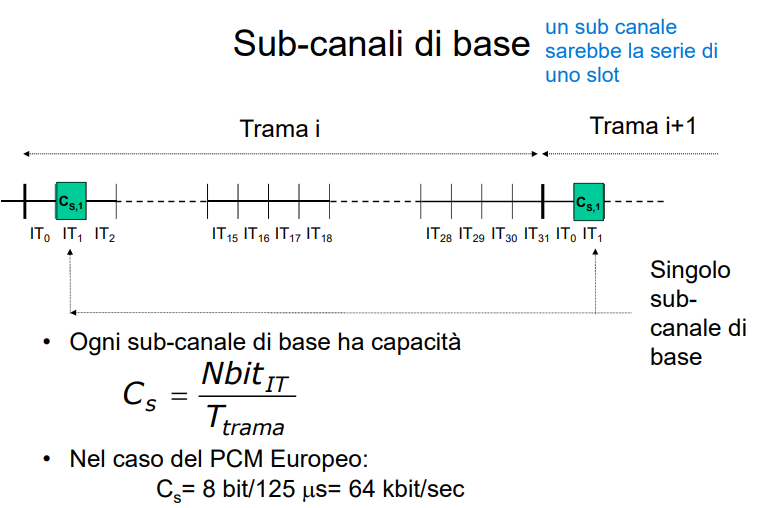 Sub-canali di base
un sub canale
sarebbe la serie di
uno slot
Trama i
Trama i+1
Cs,1
Cs,1
IT0 IT1 IT2 IT15 IT16 IT17 IT18 IT28 IT29 IT30 IT31 IT0 IT1
Singolo
sub-
canale di
base
• Ogni sub-canale di base ha capacità
Cs = NbitIT / Ttrama
• Nel caso del PCM Europeo:
Cs= 8 bit/125 μs= 64 kbit/sec